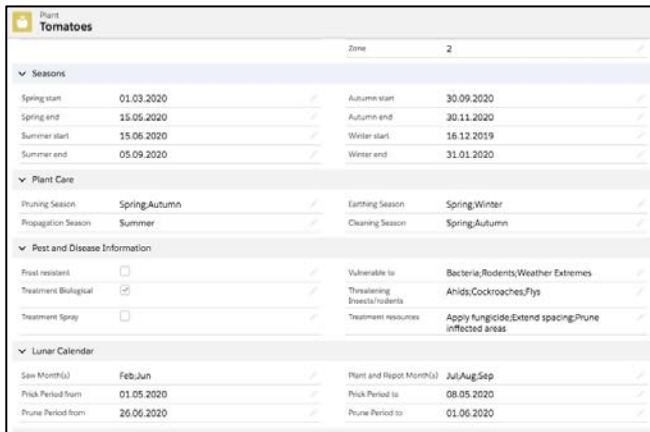 Plant
Tomatoes
Zone 2
Seasons
Spring start 01.03.2020 Autumn start 30.09.2020
Spring end 15.05.2020 Autumn end 30.11.2020
Summer start 15.06.2020 Winter start 16.12.2019
Summer end 05.09.2020 Winter end 31.01.2020
Plant Care
Pruning Season Spring;Autumn Earthing Season Spring;Winter
Propagation Season Summer Cleaning Season Spring;Autumn
Pest and Disease Information
Frost resistent Vulnerable to Bacteria;Rodents;Weather Extremes
Treatment Biological Threatening Insects/rodents Anids;Cockroaches;Flys
Treatment Spray Treatment resources Apply fungicide;Extend spacing;Prune
inffected areas
Lunar Calendar
Saw Month(s) Feb;Jun Plant and Repot Month(s) Jul;Aug;Sep
Prick Period from 01.05.2020 Prick Period to 08.05.2020
Prune Period from 26.06.2020 Prune Period to 01.06.2020